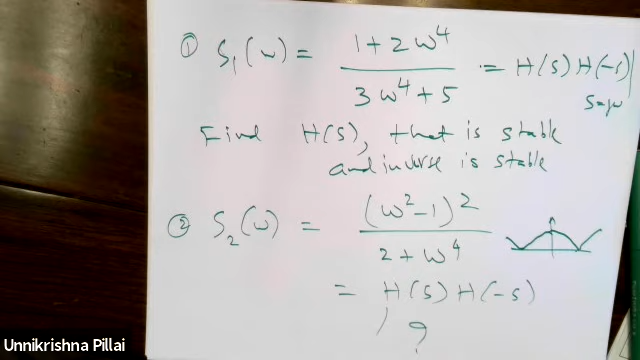 ① S₁(ω) = 1+2ω⁴ / 3ω⁴+5 = H(s) H(-s)| s=jω
Find H(s), that is stable
and inverse is stable
② S₂(ω) = (ω²-1)² / 2+ω⁴
= H(s) H(-s)
?
Unnikrishna Pillai